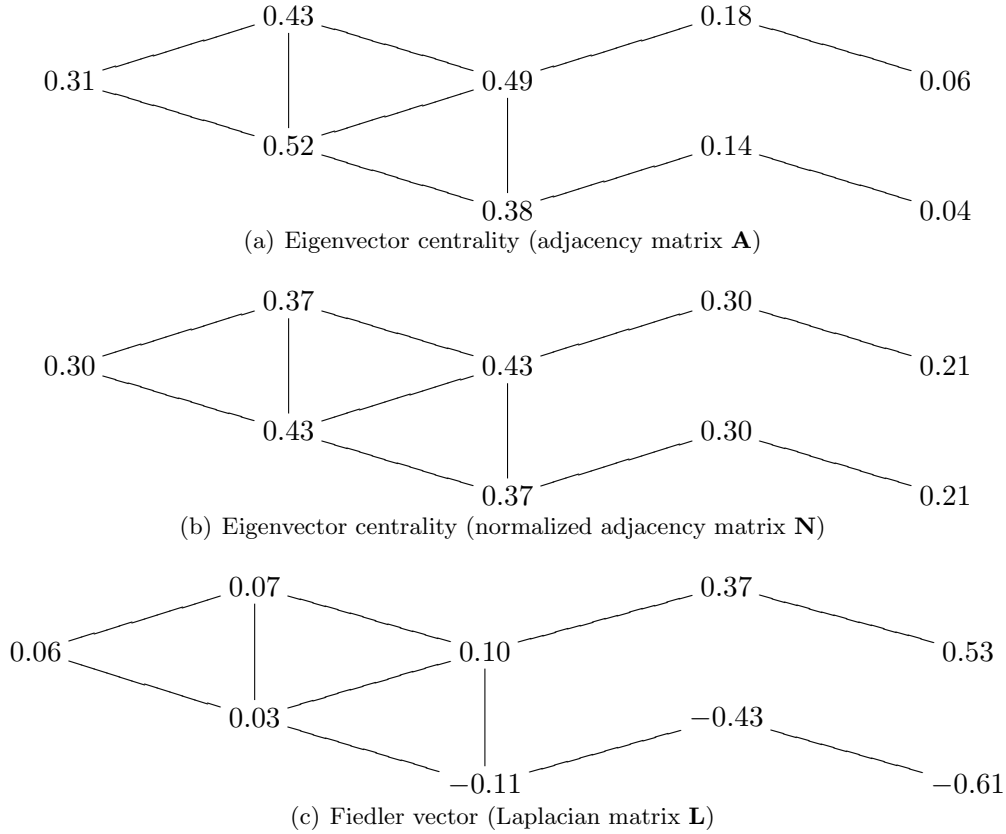 0.43 0.18
0.31 0.49 0.06
0.52 0.14
0.38 0.04
(a) Eigenvector centrality (adjacency matrix A)
0.37 0.30
0.30 0.43 0.21
0.43 0.30
0.37 0.21
(b) Eigenvector centrality (normalized adjacency matrix N)
0.07 0.37
0.06 0.10 0.53
0.03 −0.43
−0.11 −0.61
(c) Fiedler vector (Laplacian matrix L)